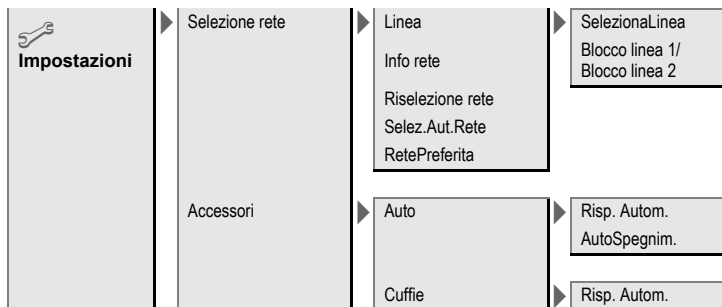 Impostazioni
Selezione rete
Linea
SelezionaLinea
Blocco linea 1/
Blocco linea 2
Info rete
Riselezione rete
Selez.Aut.Rete
RetePreferita
Accessori
Auto
Risp. Autom.
AutoSpegnim.
Cuffie
Risp. Autom.